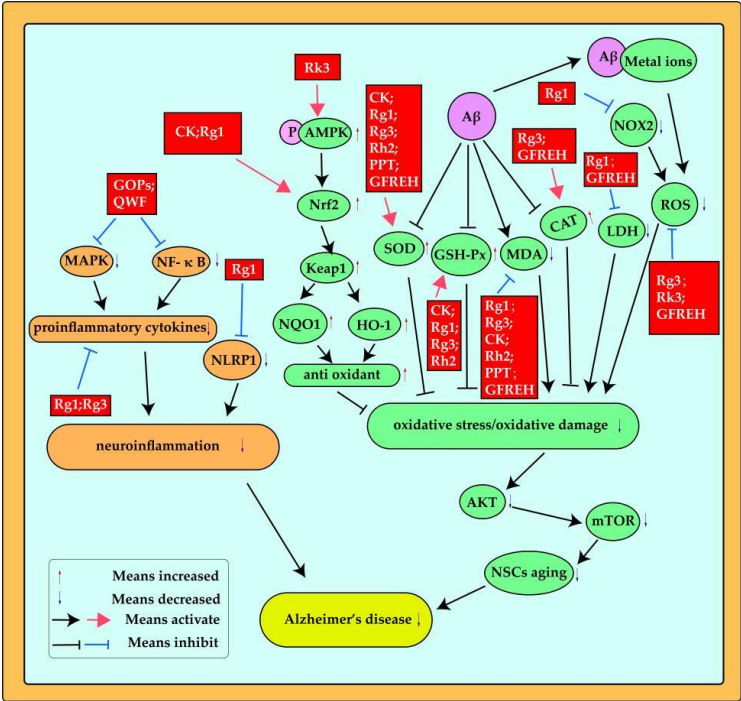 Aβ
Metal ions
Rk3
Rg1
CK;
Rg1;
Rg3;
Rh2;
PPT;
GFREH
Aβ
P
AMPK
NOX2
CK;Rg1
Rg3;
GFREH
Rg1;
GFREH
GOPs;
QWF
Nrf2
ROS
CAT
LDH
SOD
GSH-Px
MDA
MAPK
NF- κ B
Rg1
Keap1
Rg3;
Rk3;
GFREH
CK;
Rg1;
Rg3;
Rh2
Rg1;
Rg3;
CK;
Rh2;
PPT;
GFREH
proinflammatory cytokines
NQO1
HO-1
NLRP1
anti oxidant
Rg1;Rg3
neuroinflammation
oxidative stress/oxidative damage
AKT
mTOR
NSCs aging
Alzheimer's disease
Means increased
Means decreased
Means activate
Means inhibit